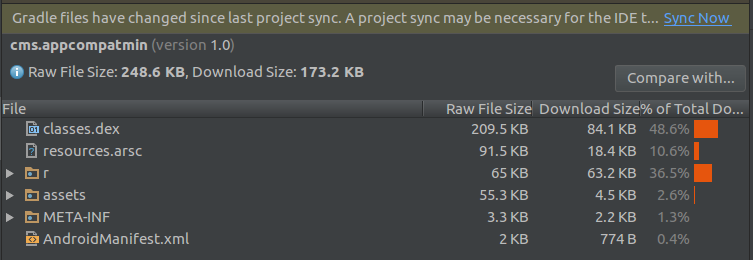 Gradle files have changed since last project sync. A project sync may be necessary for the IDE t... Sync Now
cms.appcompatmin (version 1.0)
Raw File Size: 248.6 KB, Download Size: 173.2 KB
Compare with...
File Raw File Size Download Size % of Total Do...
classes.dex 209.5 KB 84.1 KB 48.6%
resources.arsc 91.5 KB 18.4 KB 10.6%
r 65 KB 63.2 KB 36.5%
assets 55.3 KB 4.5 KB 2.6%
META-INF 3.3 KB 2.2 KB 1.3%
AndroidManifest.xml 2 KB 774 B 0.4%